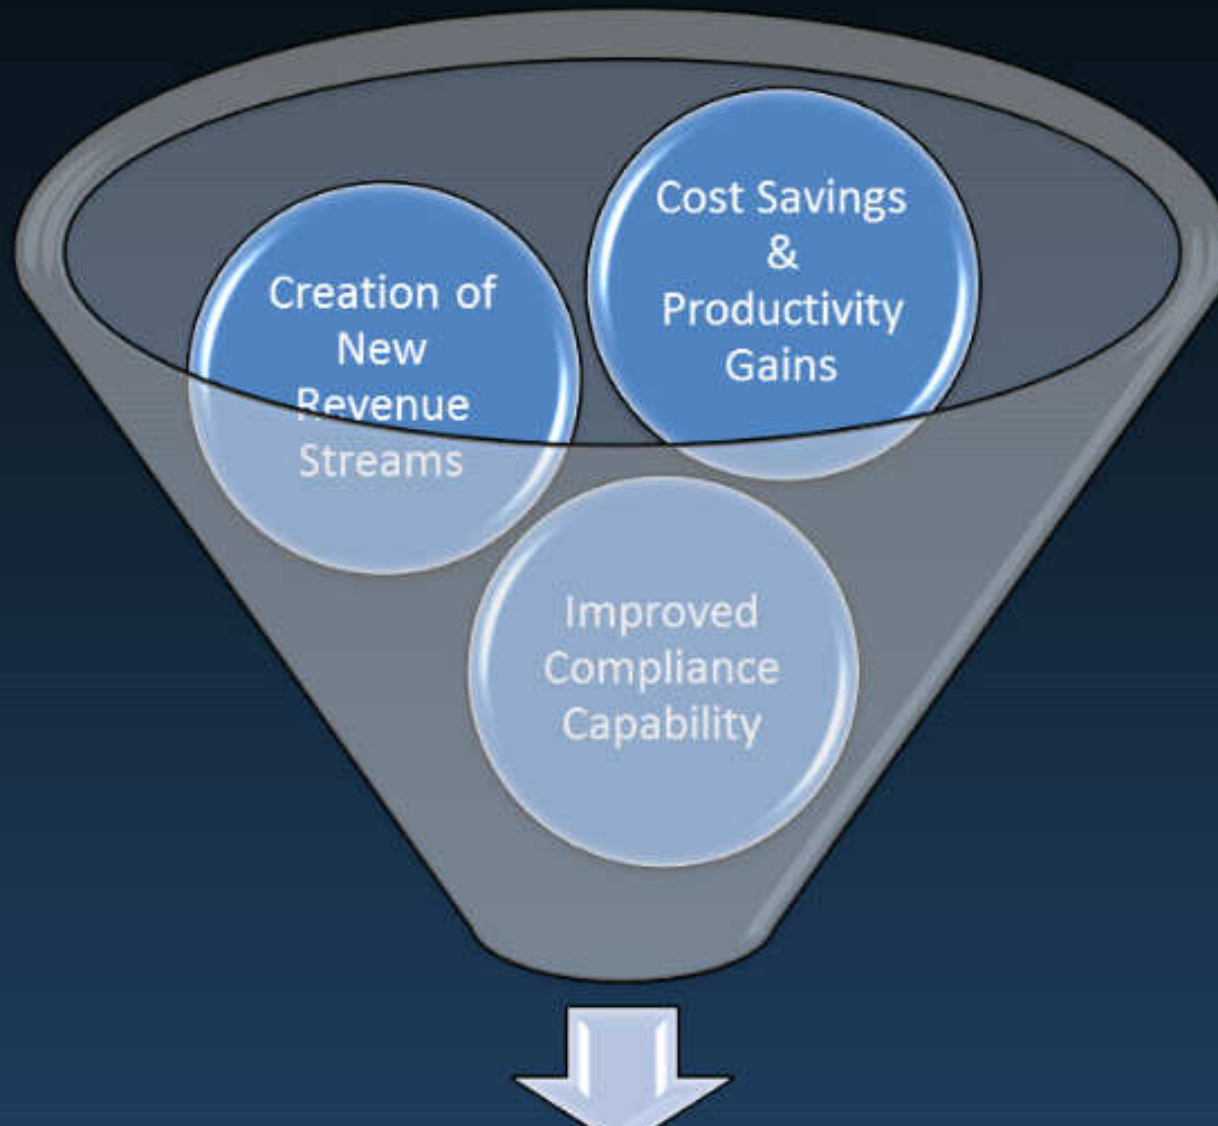 Cost Savings
&
Productivity
Gains
Creation of
New
Revenue
Streams
Improved
Compliance
Capability